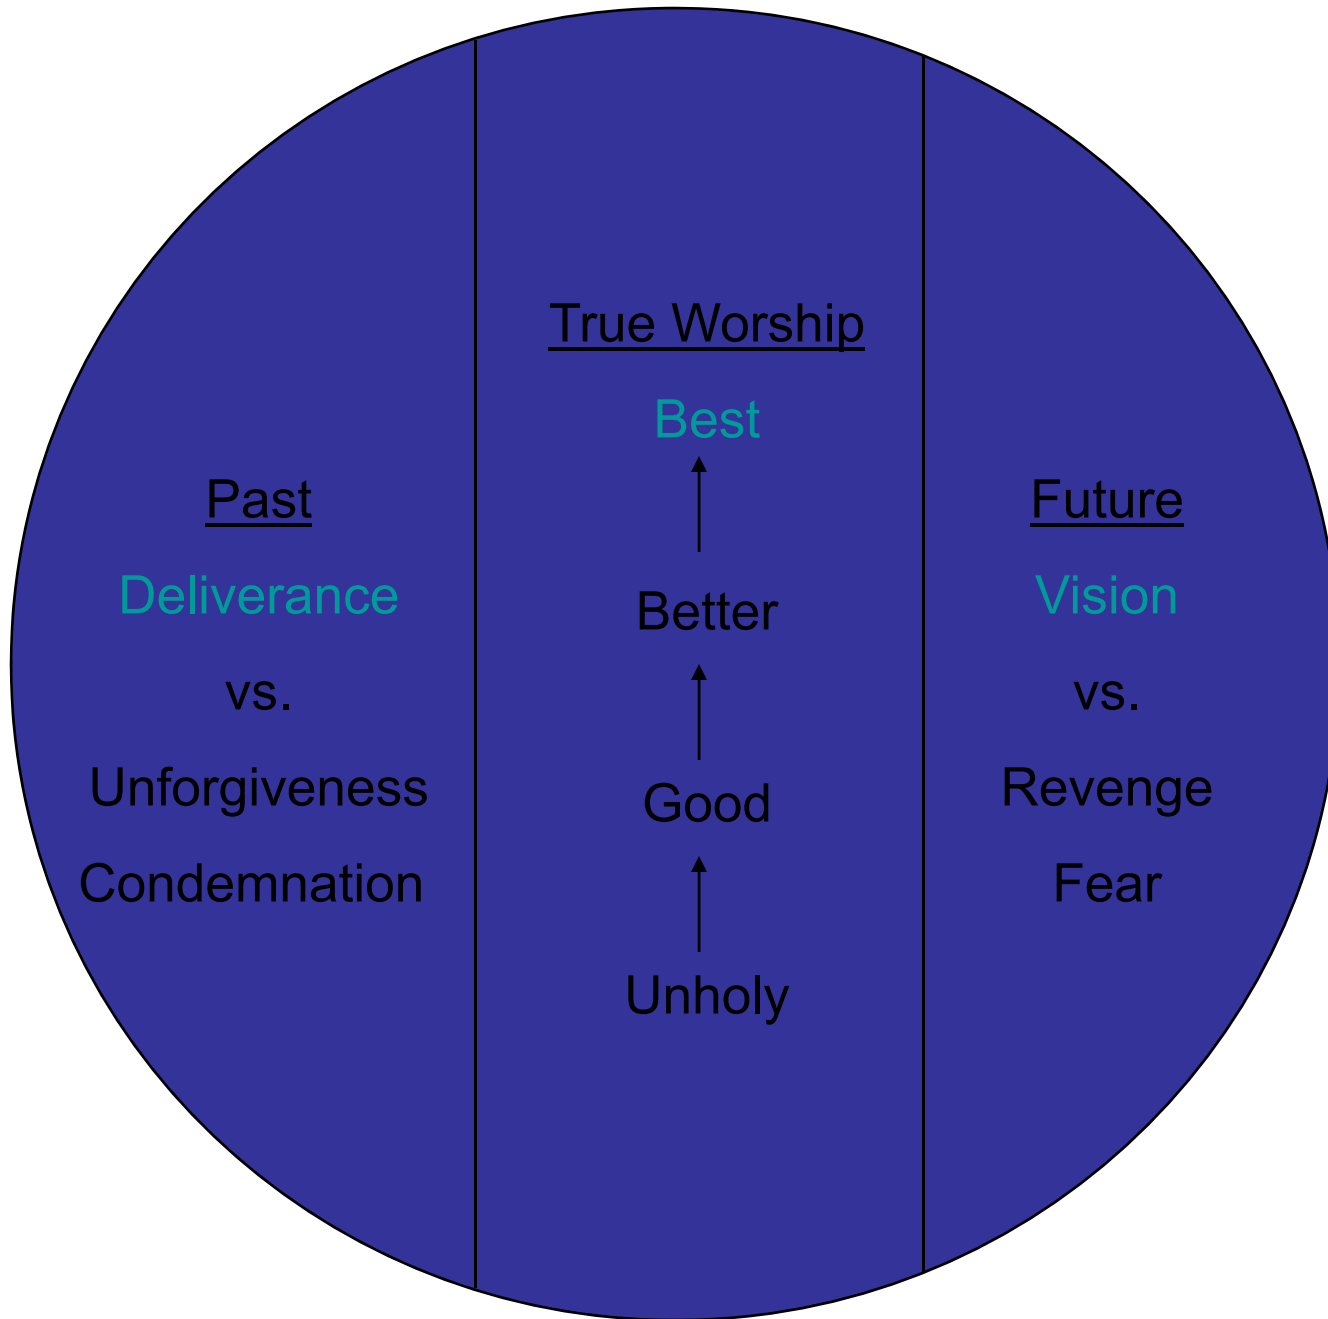 Past
Deliverance
vs.
Unforgiveness
Condemnation
True Worship
Best
Better
Good
Unholy
Future
Vision
vs.
Revenge
Fear